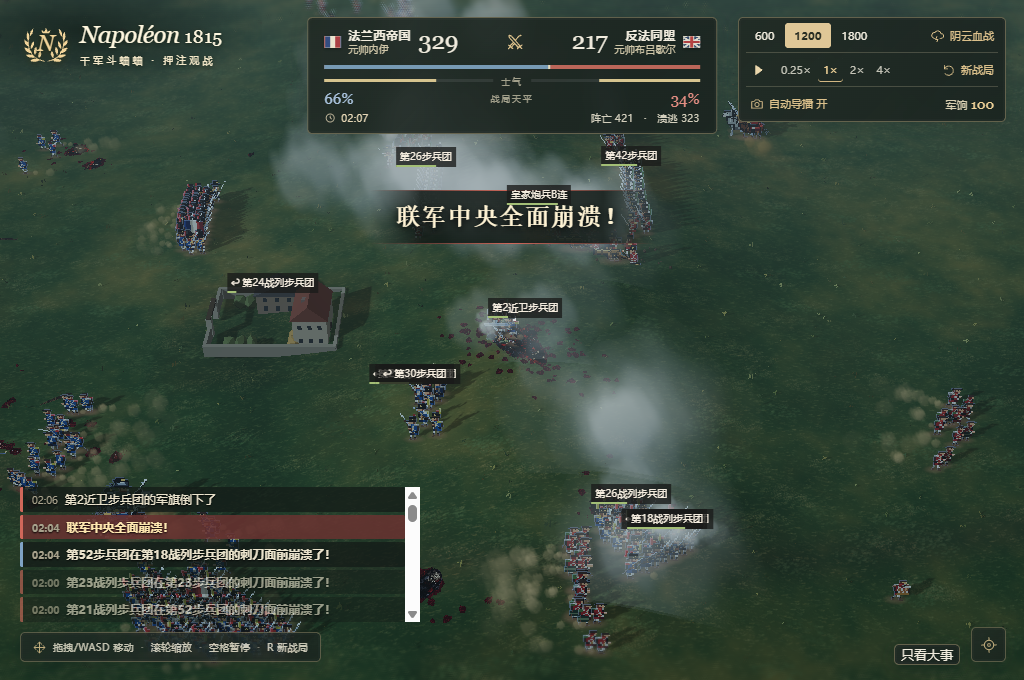 Napoléon 1815
千军斗蛐蛐 · 押注观战
法兰西帝国
元帅内伊
329
217
反法同盟
元帅布吕歇尔
士气
66%
战局天平
34%
02:07
阵亡 421 · 溃逃 323
600 1200 1800 阴云血战
0.25× 1× 2× 4× 新战局
自动导播 开 军饷 100
第26步兵团
第42步兵团
皇家炮兵B连
联军中央全面崩溃！
第24战列步兵团
第2近卫步兵团
第30步兵团
第26战列步兵团
第18战列步兵团
02:06 第2近卫步兵团的军旗倒下了
02:04 联军中央全面崩溃！
02:04 第52步兵团在第18战列步兵团的刺刀面前崩溃了！
02:00 第23战列步兵团在第23步兵团的刺刀面前崩溃了！
02:00 第21战列步兵团在第52步兵团的刺刀面前崩溃了！
拖拽/WASD 移动 · 滚轮缩放 · 空格暂停 · R 新战局
只看大事